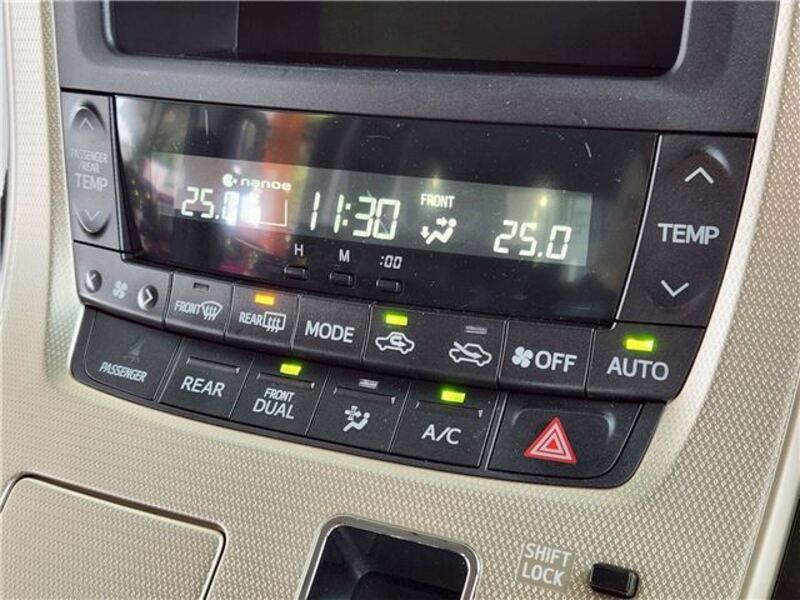 PASSENGER
/REAR
TEMP
nanoe
25.0
11:30
FRONT
25.0
H M :00
TEMP
FRONT
REAR
MODE
OFF
AUTO
PASSENGER
REAR
FRONT
DUAL
A/C
SHIFT
LOCK